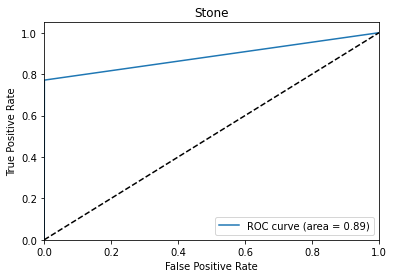 Stone
True Positive Rate
1.0
0.8
0.6
0.4
0.2
0.0
ROC curve (area = 0.89)
0.0 0.2 0.4 0.6 0.8 1.0
False Positive Rate